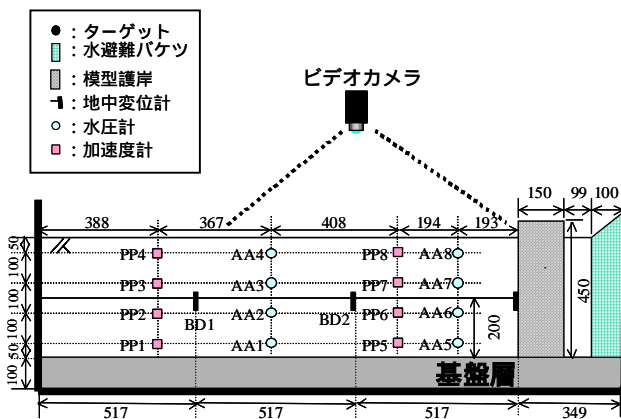 ：ターゲット
：水避難バケツ
：模型護岸
：地中変位計
：水圧計
：加速度計
ビデオカメラ
150 99 100
388 367 408 194 193
50 100 100 100 50 100
PP4 AA4 PP8 AA8
PP3 AA3 PP7 AA7
BD1 BD2
PP2 AA2 PP6 AA6
PP1 AA1 PP5 AA5
200
450
基盤層
517 517 517 349